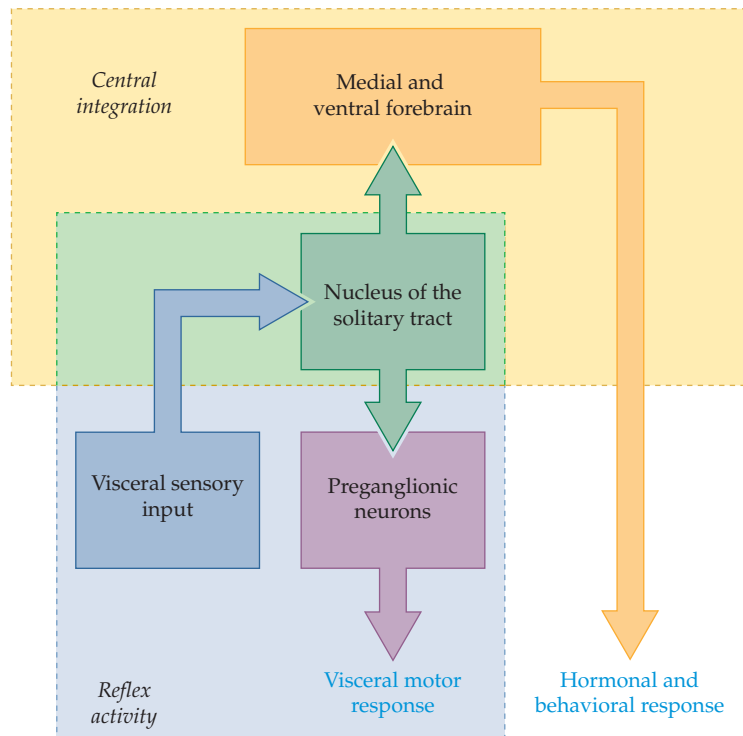 Central
integration
Medial and
ventral forebrain
Nucleus of the
solitary tract
Visceral sensory
input
Preganglionic
neurons
Reflex
activity
Visceral motor
response
Hormonal and
behavioral response